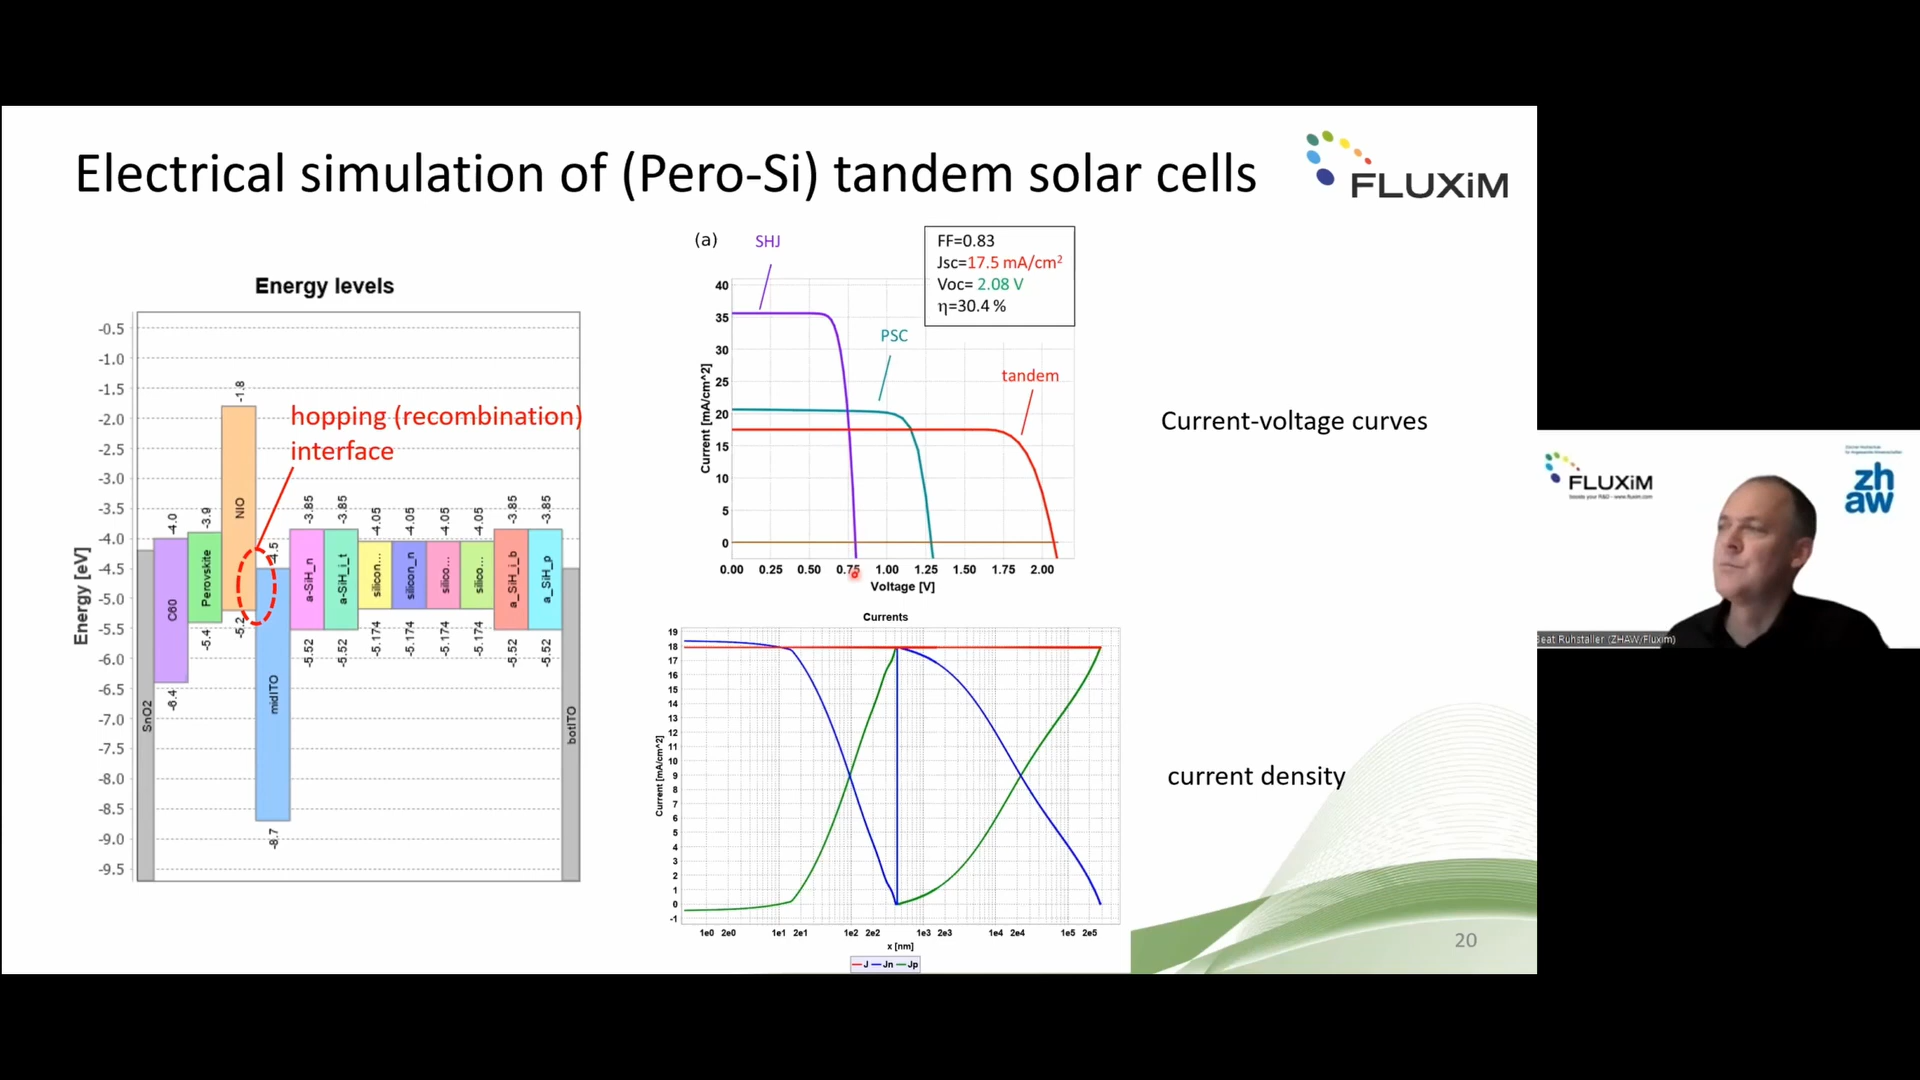 Electrical simulation of (Pero-Si) tandem solar cells
FLUXiM
Energy levels
Energy [eV]
-0.5
-1.0
-1.5
-2.0
-2.5
-3.0
-3.5
-4.0
-4.5
-5.0
-5.5
-6.0
-6.5
-7.0
-7.5
-8.0
-8.5
-9.0
-9.5
hopping (recombination)
interface
SnO2
-4.0
C60
-6.4
-3.9
Perovskite
-5.4
-1.8
NIO
-5.2
-4.5
midITO
-8.7
-3.85
a-SiH_n
-5.52
-3.85
a-SiH_i_t
-5.52
-4.05
silicon...
-5.174
-4.05
silicon_n
-5.174
-4.05
silico...
-5.174
-4.05
silico...
-5.174
-3.85
a_SiH_i_b
-5.52
-3.85
a_SiH_p
-5.52
botITO
(a)
SHJ
PSC
tandem
FF=0.83
Jsc=17.5 mA/cm²
Voc= 2.08 V
η=30.4 %
Current [mA/cm^2]
40
35
30
25
20
15
10
5
0
0.00 0.25 0.50 0.75 1.00 1.25 1.50 1.75 2.00
Voltage [V]
Current-voltage curves
Currents
Current [mA/cm^2]
19
18
17
16
15
14
13
12
11
10
9
8
7
6
5
4
3
2
1
0
-1
1e0 2e0 1e1 2e1 1e2 2e2 1e3 2e3 1e4 2e4 1e5 2e5
x [nm]
J Jn Jp
current density
20
FLUXiM
boost your R&D - www.fluxim.com
zh
aw
Beat Ruhstaller (ZHAW/Fluxim)